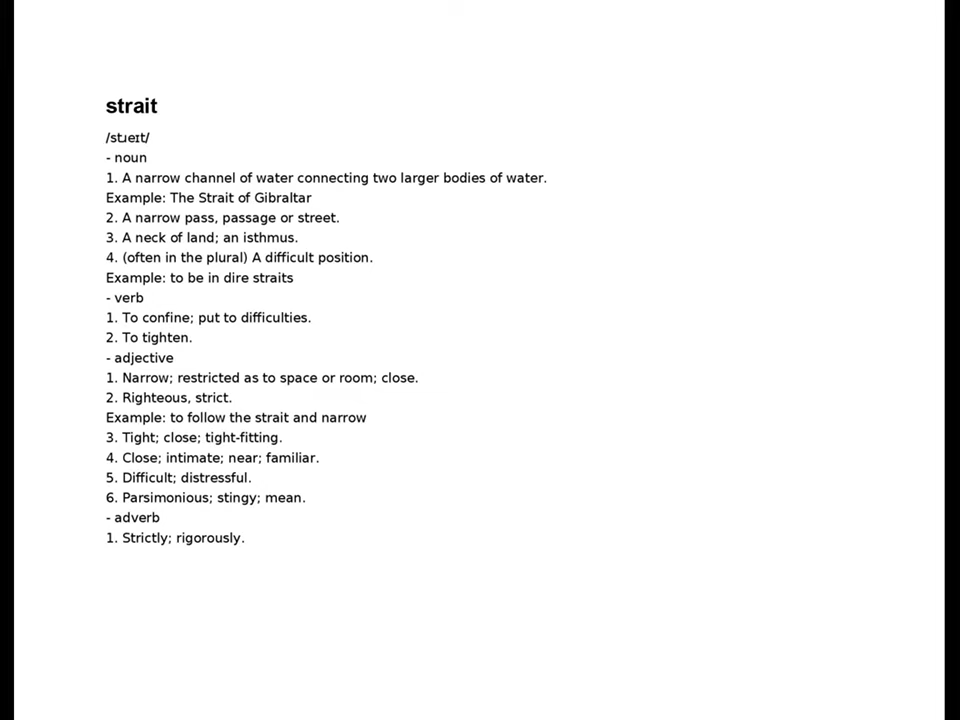 strait
/stɹeɪt/
- noun
1. A narrow channel of water connecting two larger bodies of water.
Example: The Strait of Gibraltar
2. A narrow pass, passage or street.
3. A neck of land; an isthmus.
4. (often in the plural) A difficult position.
Example: to be in dire straits
- verb
1. To confine; put to difficulties.
2. To tighten.
- adjective
1. Narrow; restricted as to space or room; close.
2. Righteous, strict.
Example: to follow the strait and narrow
3. Tight; close; tight-fitting.
4. Close; intimate; near; familiar.
5. Difficult; distressful.
6. Parsimonious; stingy; mean.
- adverb
1. Strictly; rigorously.